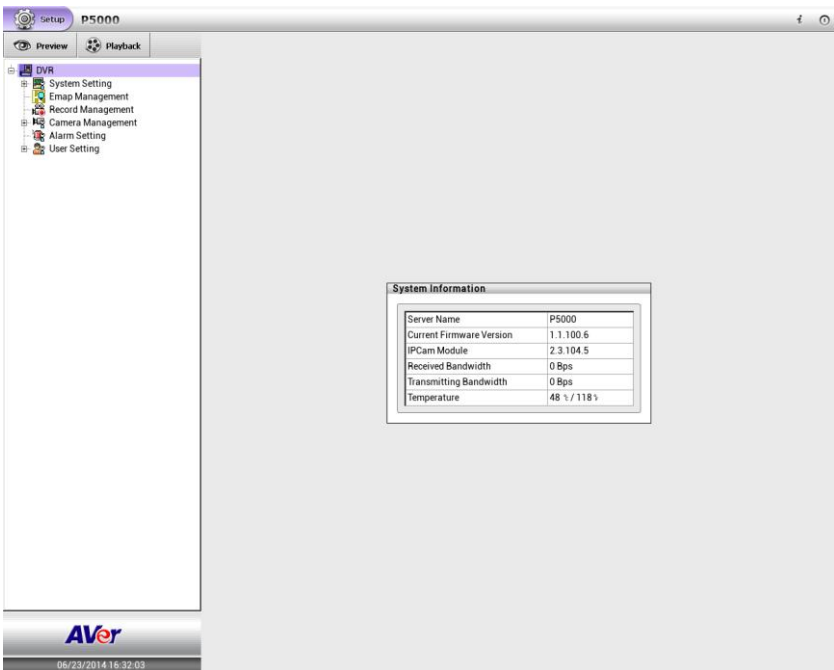 Setup P5000 i
Preview Playback
DVR
System Setting
Emap Management
Record Management
Camera Management
Alarm Setting
User Setting
System Information
Server Name P5000
Current Firmware Version 1.1.100.6
IPCam Module 2.3.104.5
Received Bandwidth 0 Bps
Transmitting Bandwidth 0 Bps
Temperature 48 / 118
AVer
06/23/2014 16:32:03